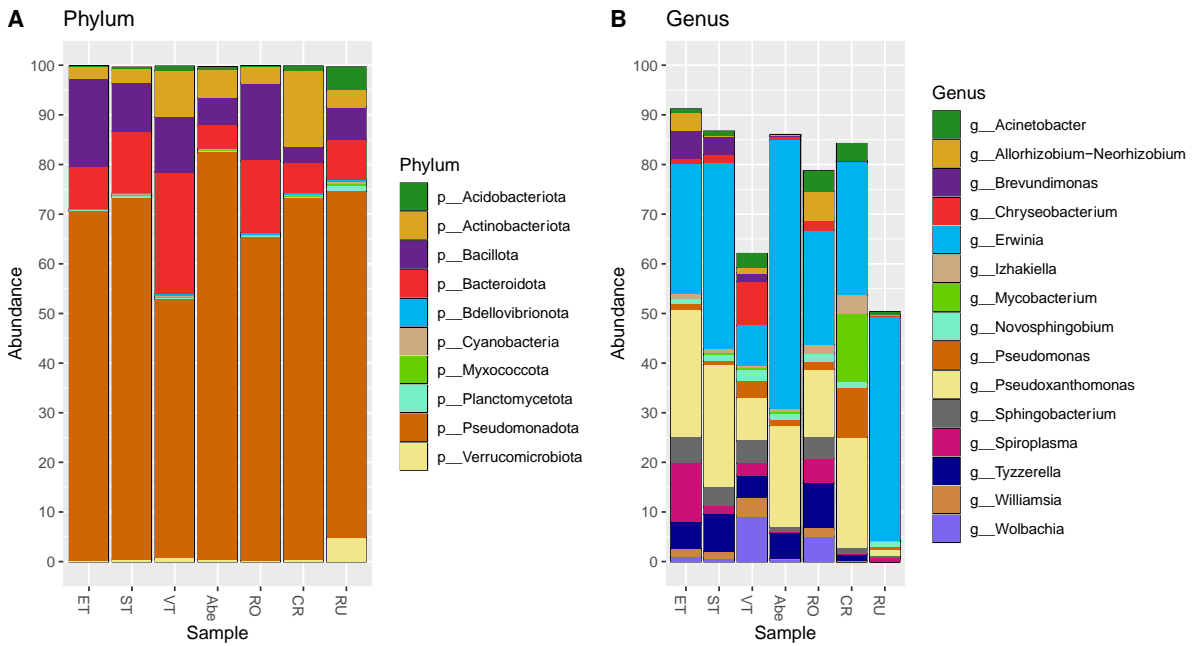 A
Phylum
Abundance
100
90
80
70
60
50
40
30
20
10
0
ET
ST
VT
Abe
RO
CR
RU
Sample
Phylum
p__Acidobacteriota
p__Actinobacteriota
p__Bacillota
p__Bacteroidota
p__Bdellovibrionota
p__Cyanobacteria
p__Myxococcota
p__Planctomycetota
p__Pseudomonadota
p__Verrucomicrobiota
B
Genus
Abundance
100
90
80
70
60
50
40
30
20
10
0
ET
ST
VT
Abe
RO
CR
RU
Sample
Genus
g__Acinetobacter
g__Allorhizobium−Neorhizobium
g__Brevundimonas
g__Chryseobacterium
g__Erwinia
g__Izhakiella
g__Mycobacterium
g__Novosphingobium
g__Pseudomonas
g__Pseudoxanthomonas
g__Sphingobacterium
g__Spiroplasma
g__Tyzzerella
g__Williamsia
g__Wolbachia